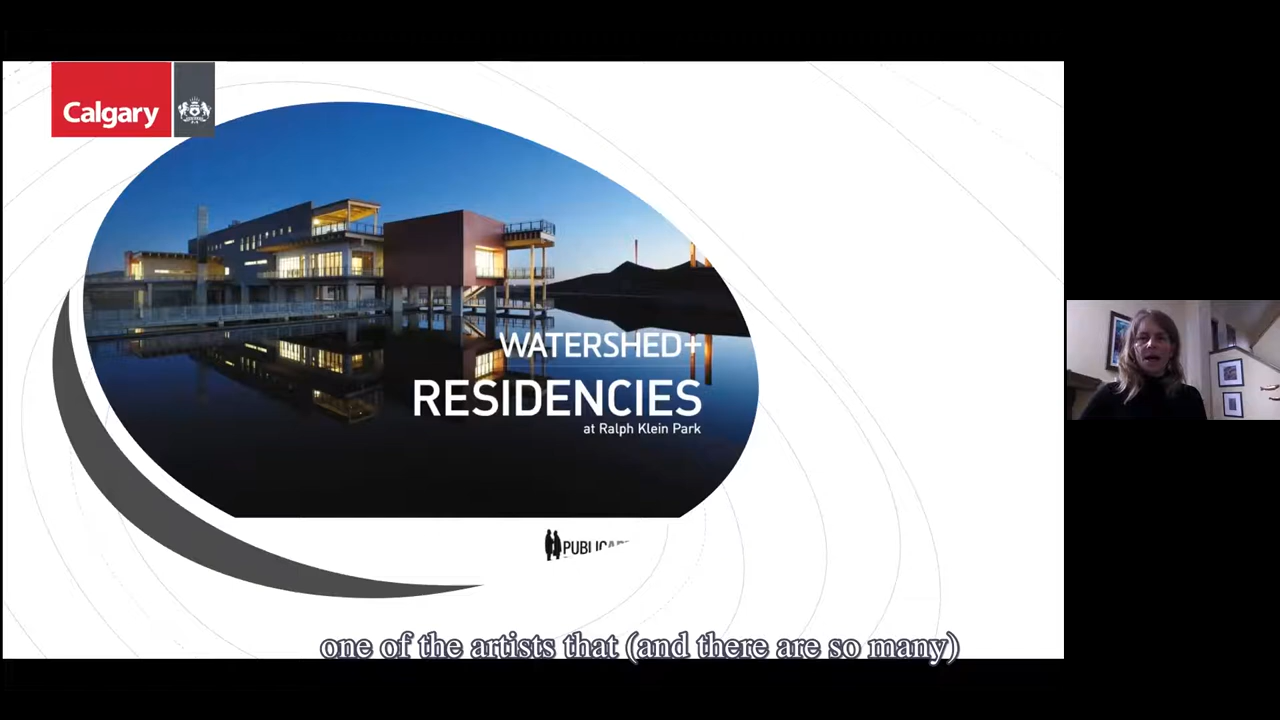 Calgary
WATERSHED+
RESIDENCIES
at Ralph Klein Park
one of the artists that (and there are so many)